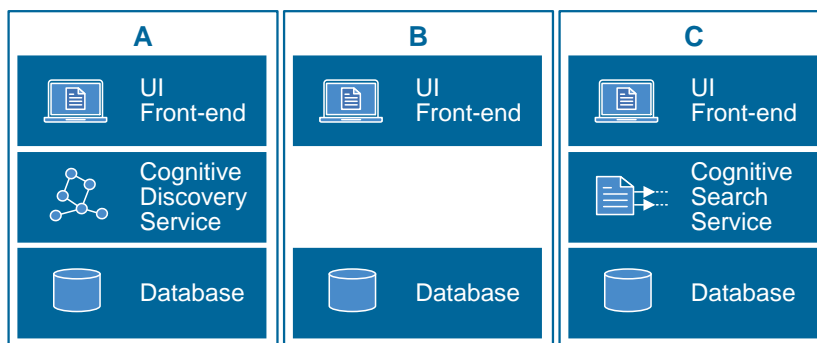 A
UI
Front-end
Cognitive
Discovery
Service
Database
B
UI
Front-end
Database
C
UI
Front-end
Cognitive
Search
Service
Database